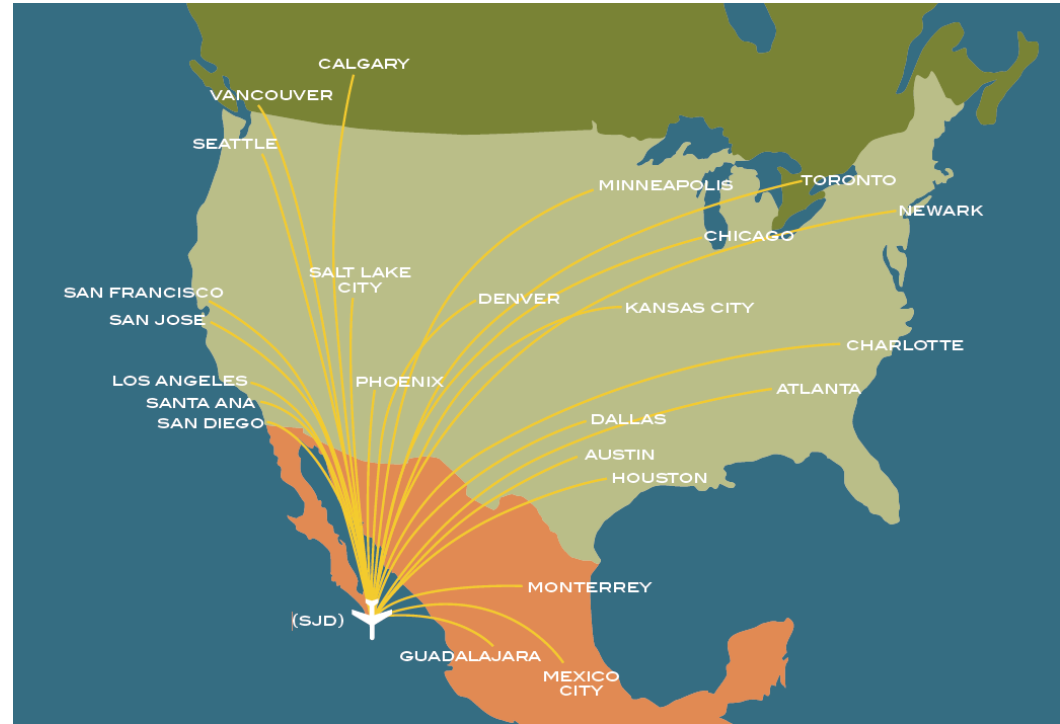 CALGARY
VANCOUVER
SEATTLE
MINNEAPOLIS
TORONTO
NEWARK
CHICAGO
SALT LAKE
CITY
SAN FRANCISCO
DENVER
KANSAS CITY
SAN JOSE
CHARLOTTE
LOS ANGELES
PHOENIX
ATLANTA
SANTA ANA
SAN DIEGO
DALLAS
AUSTIN
HOUSTON
MONTERREY
(SJD)
GUADALAJARA
MEXICO
CITY